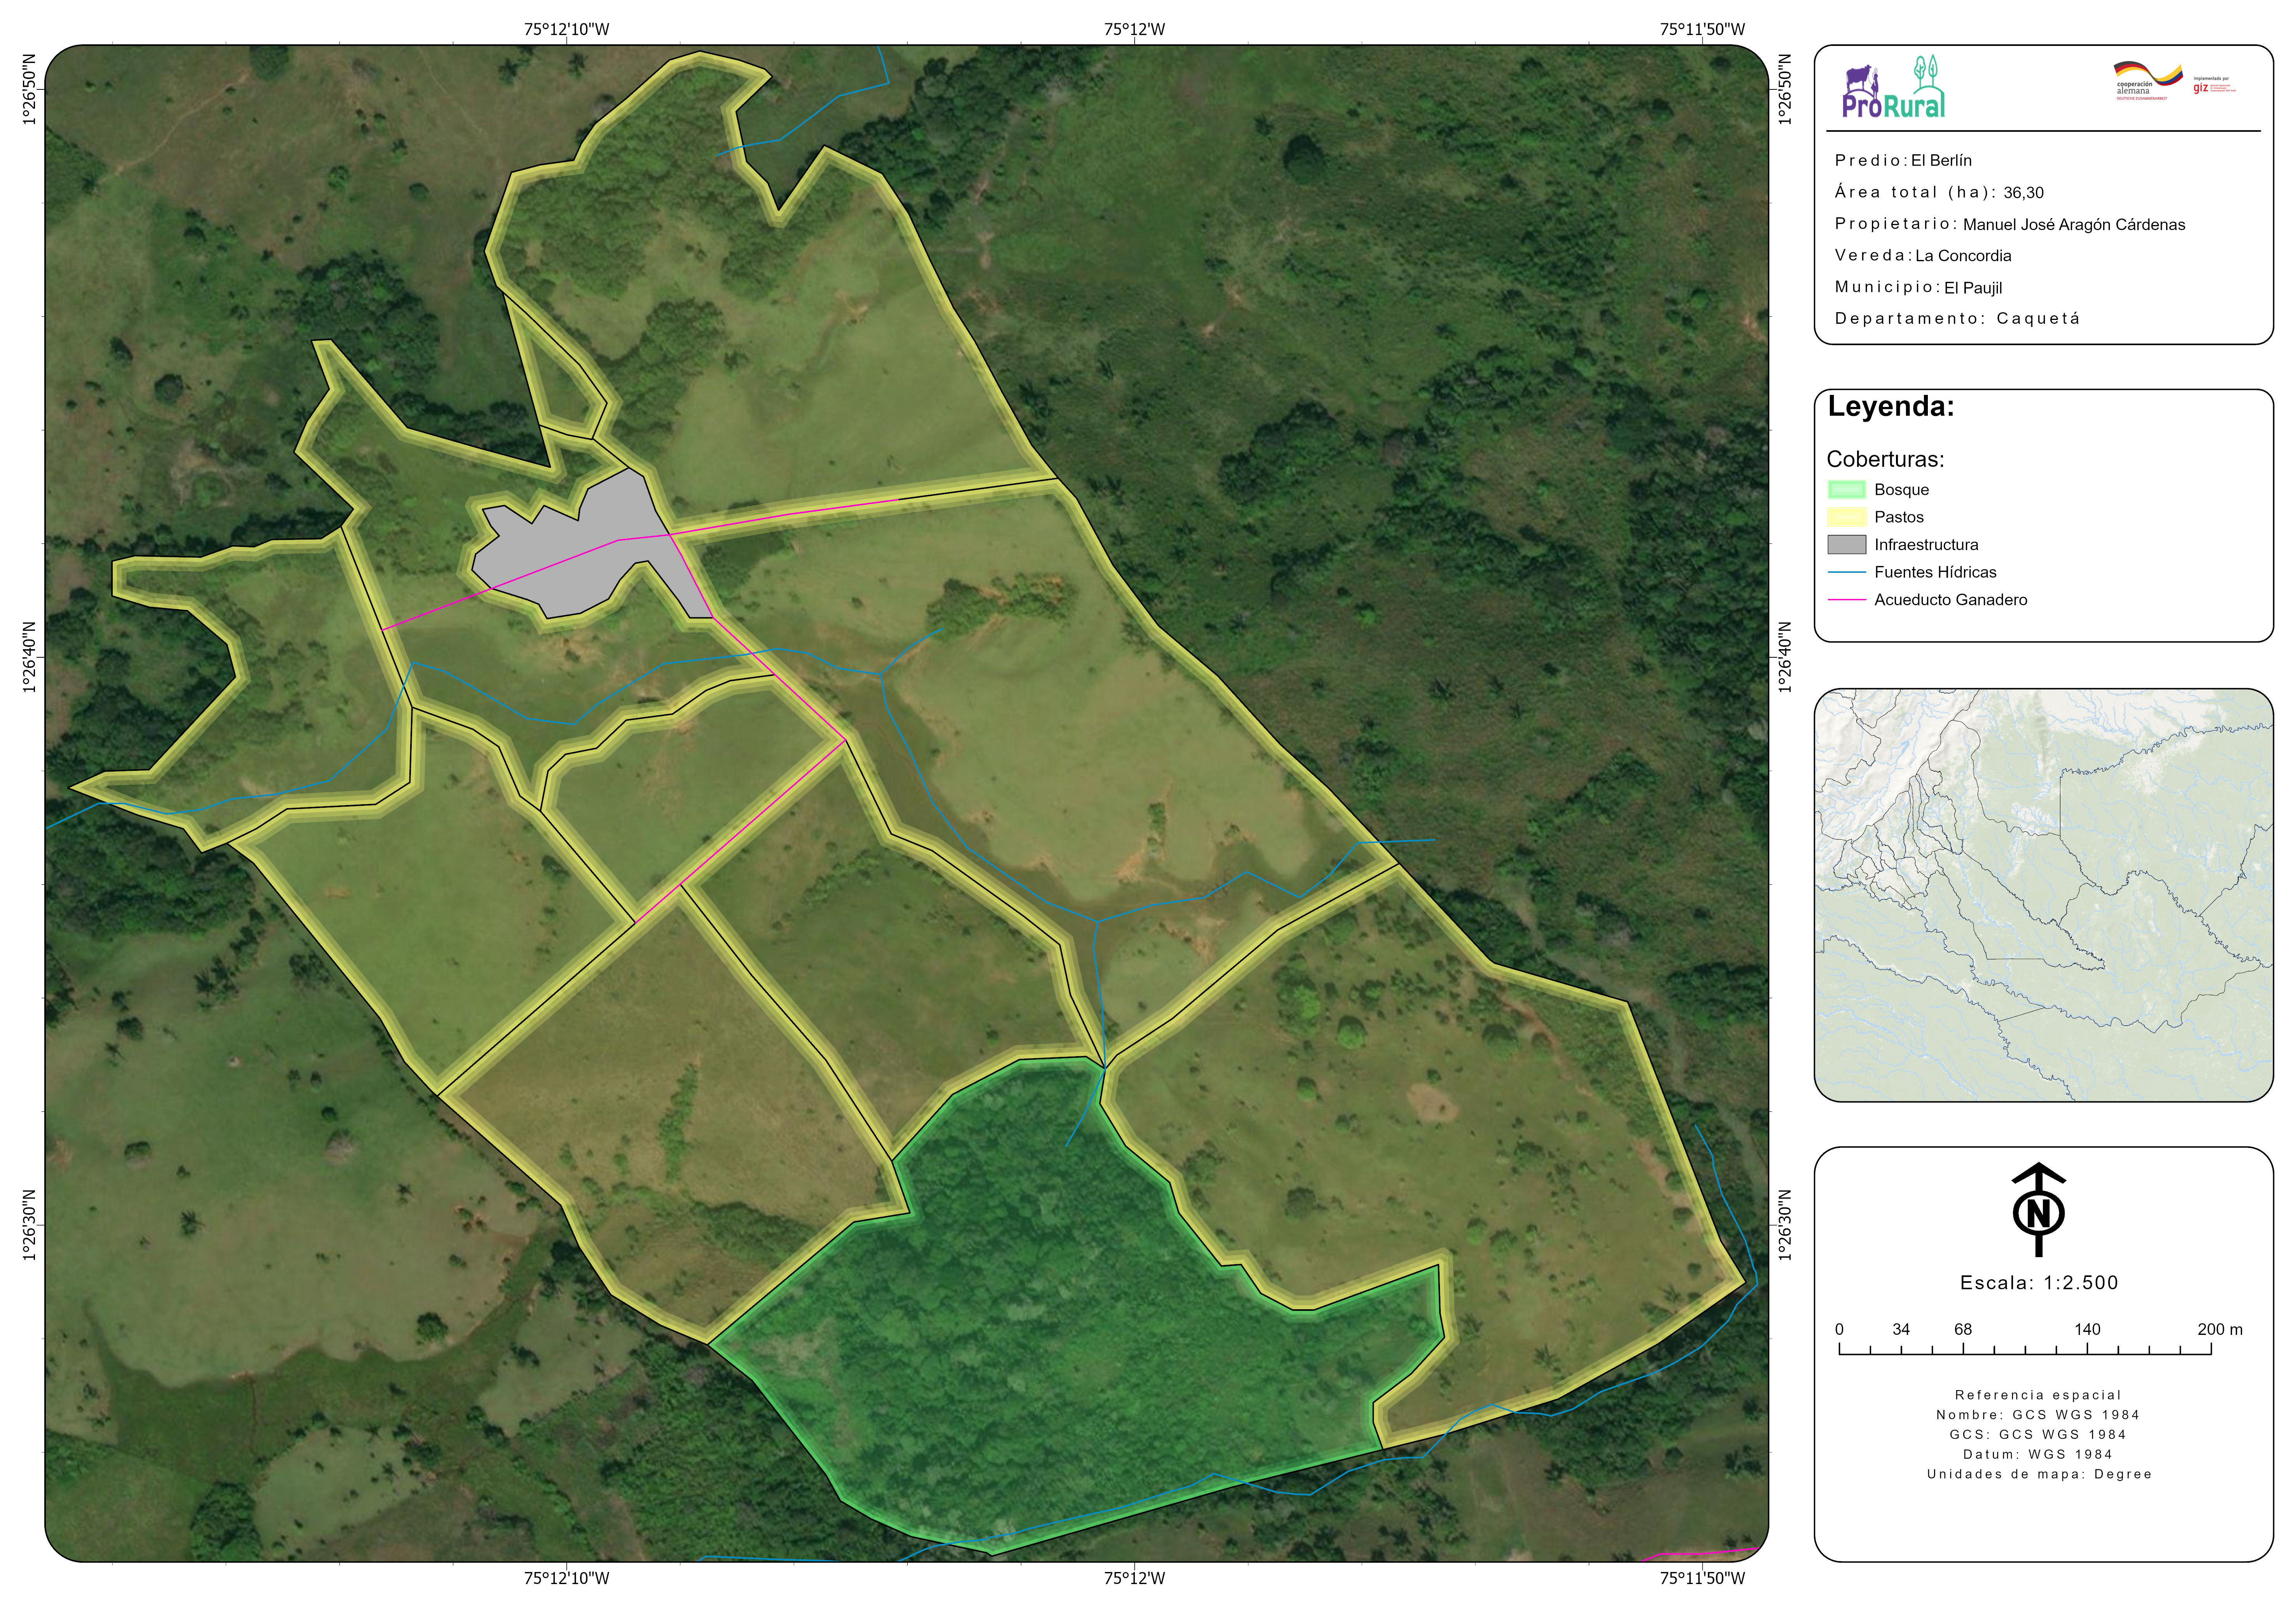 75°12'10"W
75°12'W
75°11'50"W
1°26'50"N
1°26'50"N
1°26'40"N
1°26'40"N
1°26'30"N
1°26'30"N
75°12'10"W
75°12'W
75°11'50"W
ProRural
cooperación
alemana
DEUTSCHE ZUSAMMENARBEIT
Implementada por
giz
Predio: El Berlín
Área total (ha): 36,30
Propietario: Manuel José Aragón Cárdenas
Vereda: La Concordia
Municipio: El Paujil
Departamento: Caquetá
Leyenda:
Coberturas:
Bosque
Pastos
Infraestructura
Fuentes Hídricas
Acueducto Ganadero
N
Escala: 1:2.500
0 34 68 140 200 m
Referencia espacial
Nombre: GCS WGS 1984
GCS: GCS WGS 1984
Datum: WGS 1984
Unidades de mapa: Degree